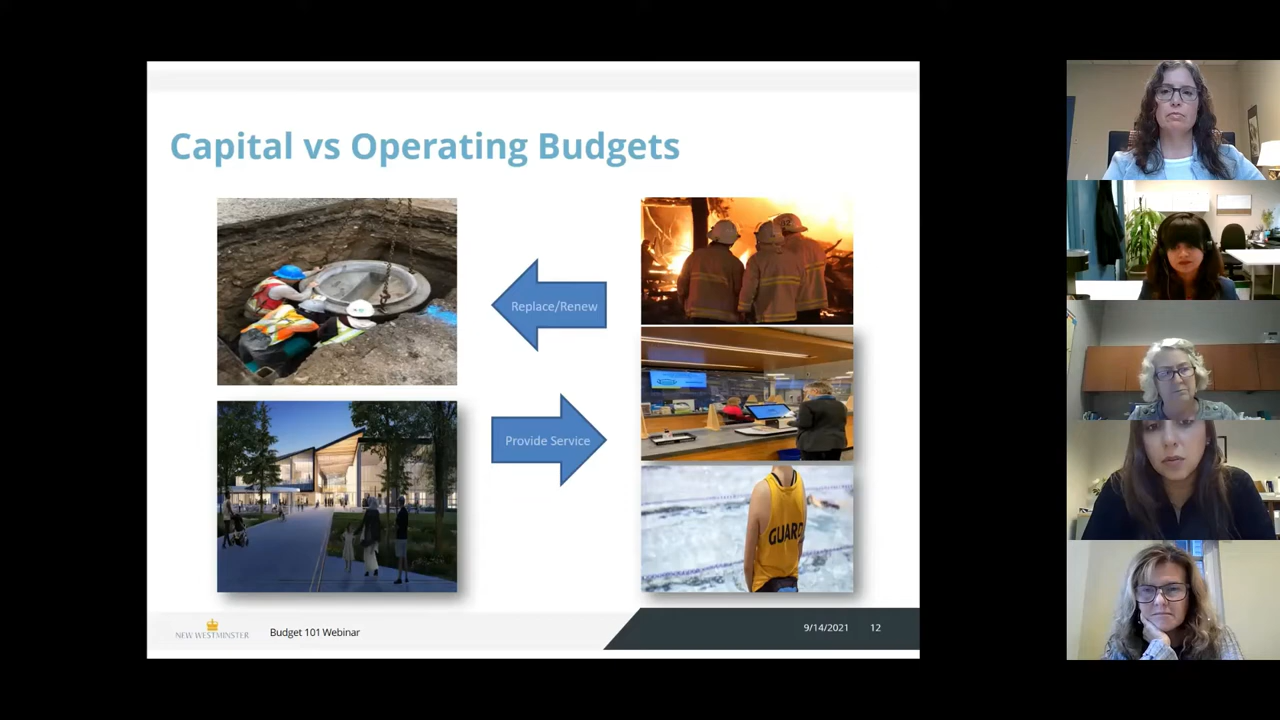 Capital vs Operating Budgets
Replace/Renew
Provide Service
GUARD
NEW WESTMINSTER
Budget 101 Webinar
9/14/2021
12